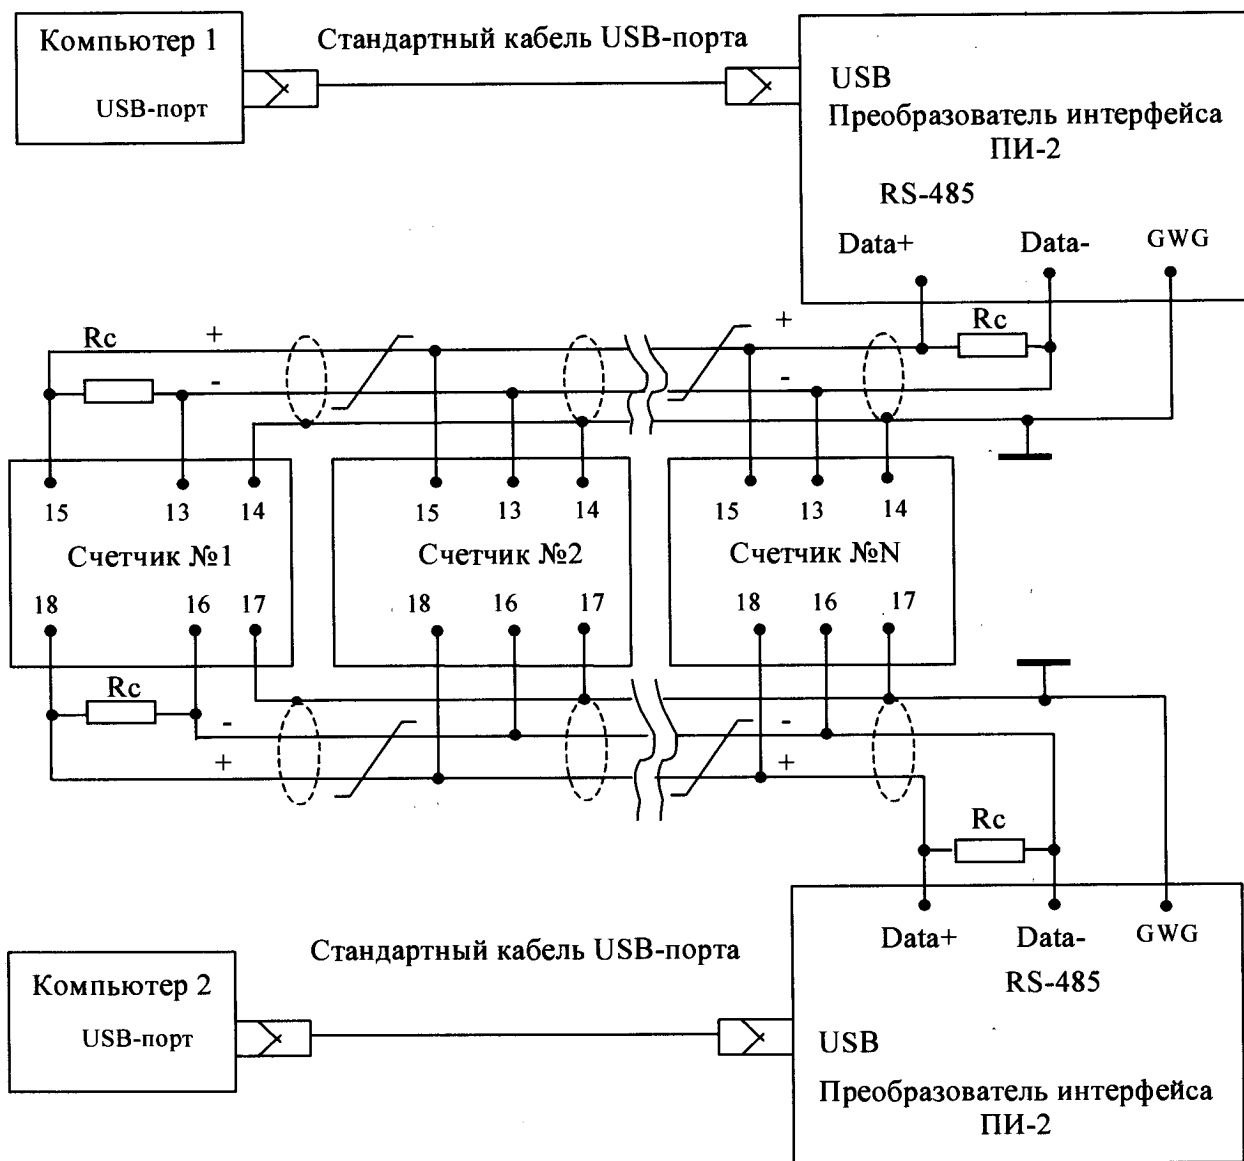 Компьютер 1
USB-порт
Стандартный кабель USB-порта
USB
Преобразователь интерфейса
ПИ-2
RS-485
Data+ Data- GWG
Rc + + Rc
- -
15 13 14 15 13 14 15 13 14
Счетчик №1 Счетчик №2 Счетчик №N
18 16 17 18 16 17 18 16 17
Rc
- -
+ +
Rc
Data+ Data- GWG
RS-485
Стандартный кабель USB-порта
Компьютер 2
USB-порт
USB
Преобразователь интерфейса
ПИ-2